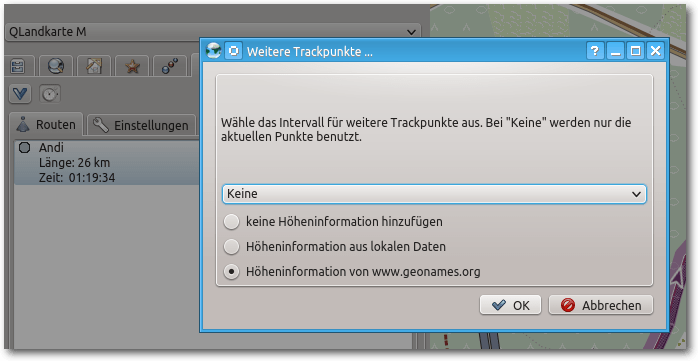 QLandkarte M
Weitere Trackpunkte ...
Routen
Einstellungen
Andi
Länge: 26 km
Zeit: 01:19:34
Wähle das Intervall für weitere Trackpunkte aus. Bei "Keine" werden nur die
aktuellen Punkte benutzt.
Keine
keine Höheninformation hinzufügen
Höheninformation aus lokalen Daten
Höheninformation von www.geonames.org
OK
Abbrechen